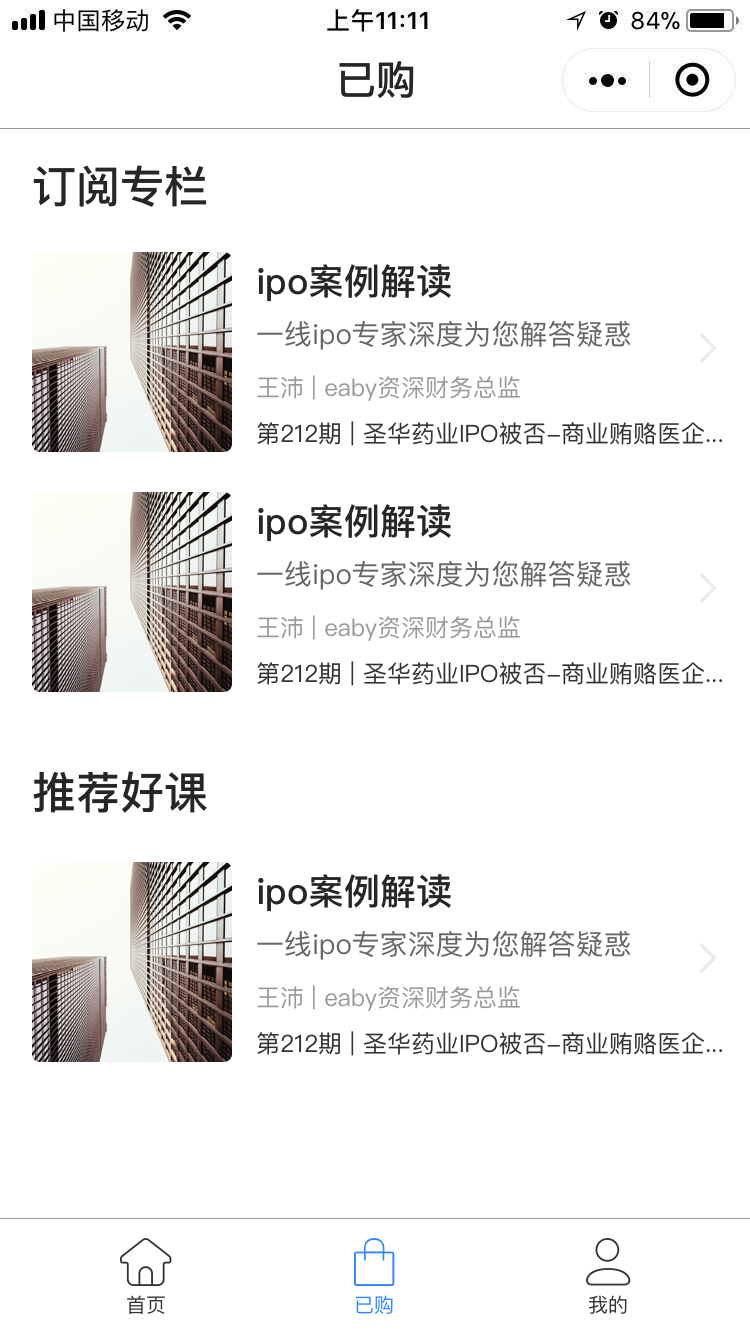 中国移动 上午11:11 84%
已购
订阅专栏
ipo案例解读
一线ipo专家深度为您解答疑惑
王沛 | eaby资深财务总监
第212期 | 圣华药业IPO被否-商业贿赂医企...
ipo案例解读
一线ipo专家深度为您解答疑惑
王沛 | eaby资深财务总监
第212期 | 圣华药业IPO被否-商业贿赂医企...
推荐好课
ipo案例解读
一线ipo专家深度为您解答疑惑
王沛 | eaby资深财务总监
第212期 | 圣华药业IPO被否-商业贿赂医企...
首页 已购 我的